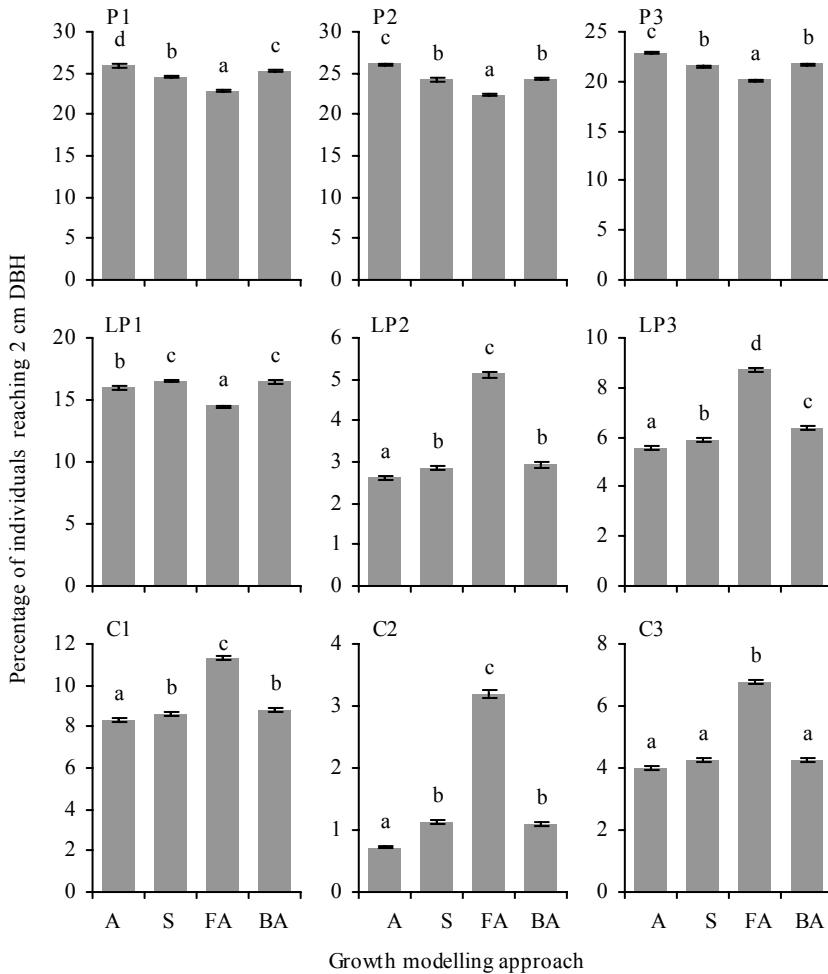 Percentage of individuals reaching 2 cm DBH
P1
30
25
20
15
10
5
0
d b a c
P2
30
25
20
15
10
5
0
c b a b
P3
25
20
15
10
5
0
c b a b
LP1
20
15
10
5
0
b c a c
LP2
6
5
4
3
2
1
0
a b c b
LP3
10
8
6
4
2
0
a b d c
C1
12
10
8
6
4
2
0
a b c b
A S FA BA
C2
4
3
2
1
0
a b c b
A S FA BA
C3
8
6
4
2
0
a a b a
A S FA BA
Growth modelling approach